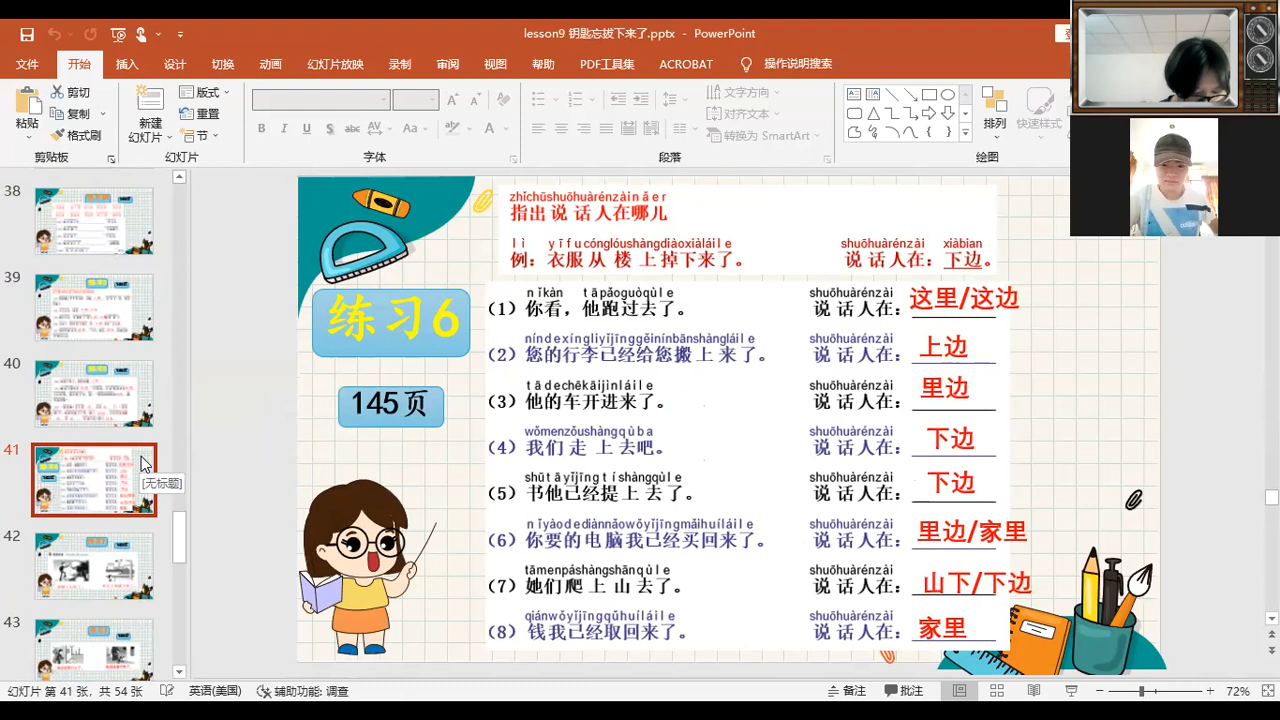 lesson9 钥匙忘拔下来了.pptx - PowerPoint
文件 开始 插入 设计 切换 动画 幻灯片放映 录制 审阅 视图 帮助 PDF工具集 ACROBAT 操作说明搜索
剪切 版式 文字方向
复制 重置 对齐文本
粘贴 格式刷 新建 幻灯片 节 B I U S abc AV Aa A 转换为 SmartArt 排列 快速样式
剪贴板 幻灯片 字体 段落 绘图
38
39
40
41
[无标题]
42
43
zhǐchūshuōhuàrénzàinǎer
指出说话人在哪儿
lì yīfucónglóushàngdiàoxiàláile shuōhuàrénzài xiàbian
例：衣服从楼上掉下来了。 说话人在：下边。
练习6
145页
nǐkàn tāpǎoguòqùle shuōhuàrénzài
（1）你看，他跑过去了。 说话人在：这里/这边
níndexíngliyǐjīnggěinínbānshàngláile shuōhuàrénzài
（2）您的行李已经给您搬上来了。 说话人在：上边
tādechēkāijìnláile shuōhuàrénzài
（3）他的车开进来了。 说话人在：里边
wǒmenzǒushàngqùba shuōhuàrénzài
（4）我们走上去吧。 说话人在：下边
shūtāyǐjīngtíshàngqùle shuōhuàrénzài
（5）书他已经提上去了。 说话人在：下边
nǐyàodediànnǎowǒyǐjīngmǎihuíláile shuōhuàrénzài
（6）你要的电脑我已经买回来了。 说话人在：里边/家里
tāmenpáshàngshānqùle shuōhuàrénzài
（7）她们爬上山去了。 说话人在：山下/下边
qiánwǒyǐjīngqǔhuíláile shuōhuàrénzài
（8）钱我已经取回来了。 说话人在：家里
幻灯片 第 41 张，共 54 张 英语(美国) 辅助功能: 调查 备注 批注 72%